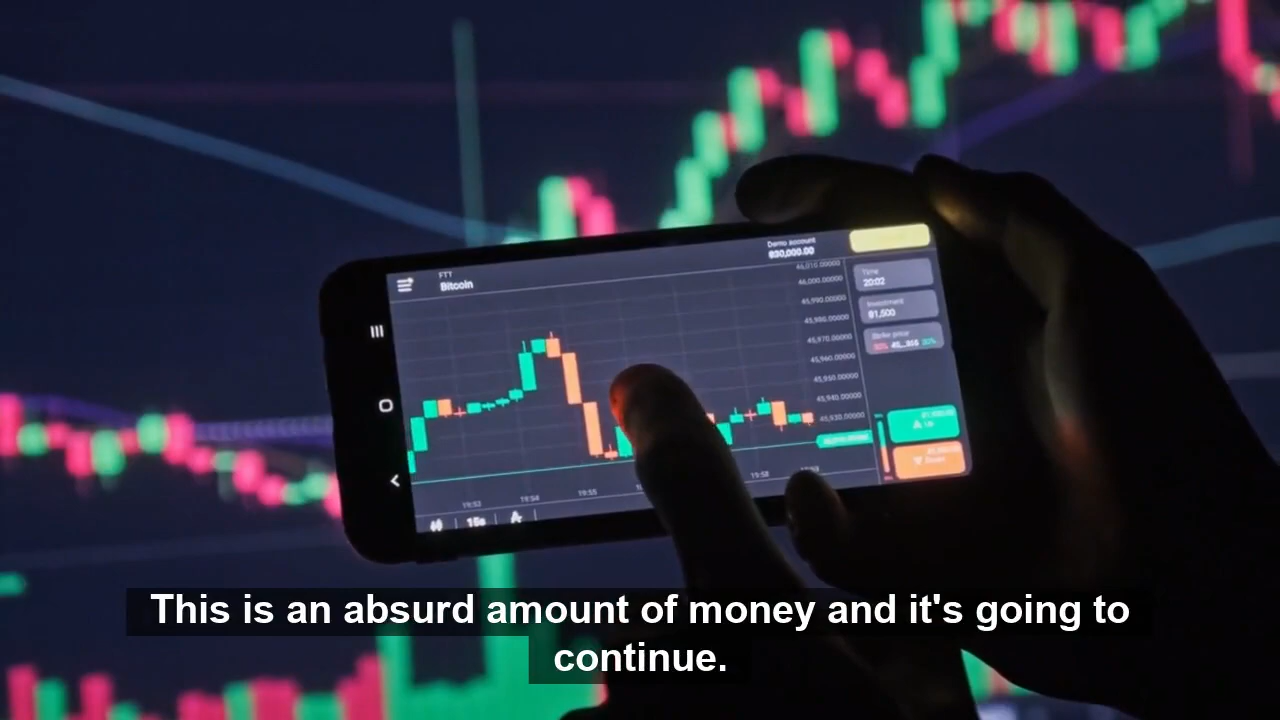 FTT
Bitcoin
Demo account
฿30,000.00
46,010.00000
46,000.00000
45,990.00000
45,980.00000
45,970.00000
45,960.00000
45,950.00000
45,940.00000
45,930.00000
Time
20:02
Investment
฿1,500
Strike price
19:53
19:54
19:55
19:58
15s
This is an absurd amount of money and it's going to
continue.